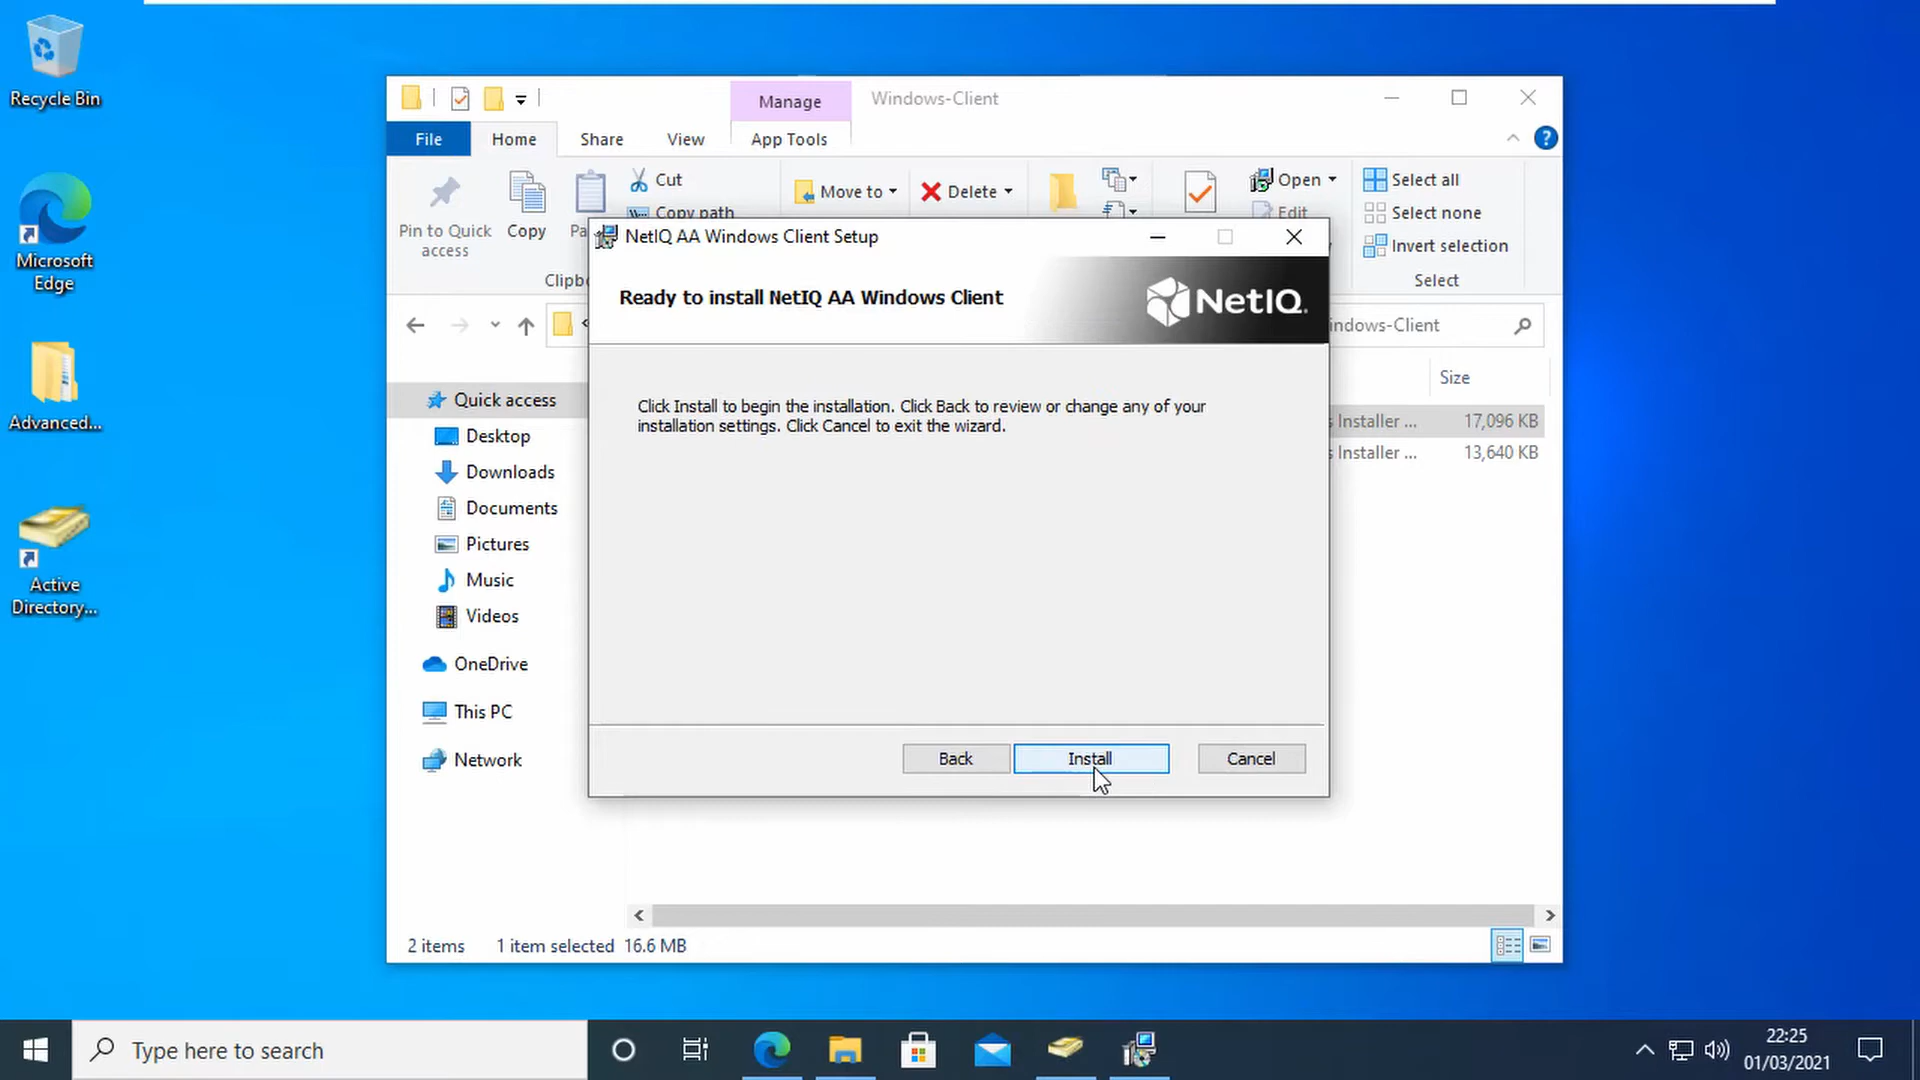 Recycle Bin
Microsoft
Edge
Advanced...
Active
Directory...
Manage
Windows-Client
File
Home
Share
View
App Tools
Pin to Quick
access
Copy
Cut
Copy path
Move to
Delete
Open
Edit
Select all
Select none
Invert selection
Select
NetIQ AA Windows Client Setup
Ready to install NetIQ AA Windows Client
NetIQ.
Click Install to begin the installation. Click Back to review or change any of your
installation settings. Click Cancel to exit the wizard.
Back
Install
Cancel
indows-Client
Size
s Installer ...
17,096 KB
s Installer ...
13,640 KB
Quick access
Desktop
Downloads
Documents
Pictures
Music
Videos
OneDrive
This PC
Network
2 items
1 item selected
16.6 MB
Type here to search
22:25
01/03/2021